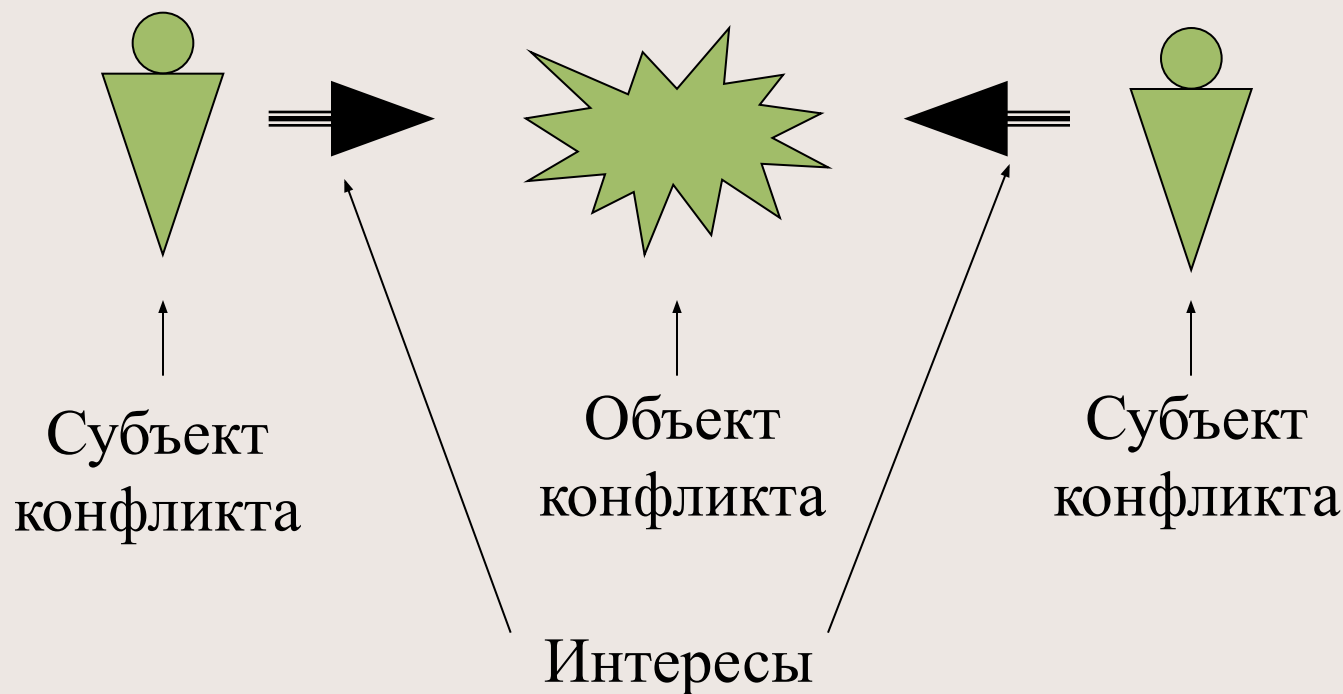 Субъект
конфликта
Объект
конфликта
Субъект
конфликта
Интересы